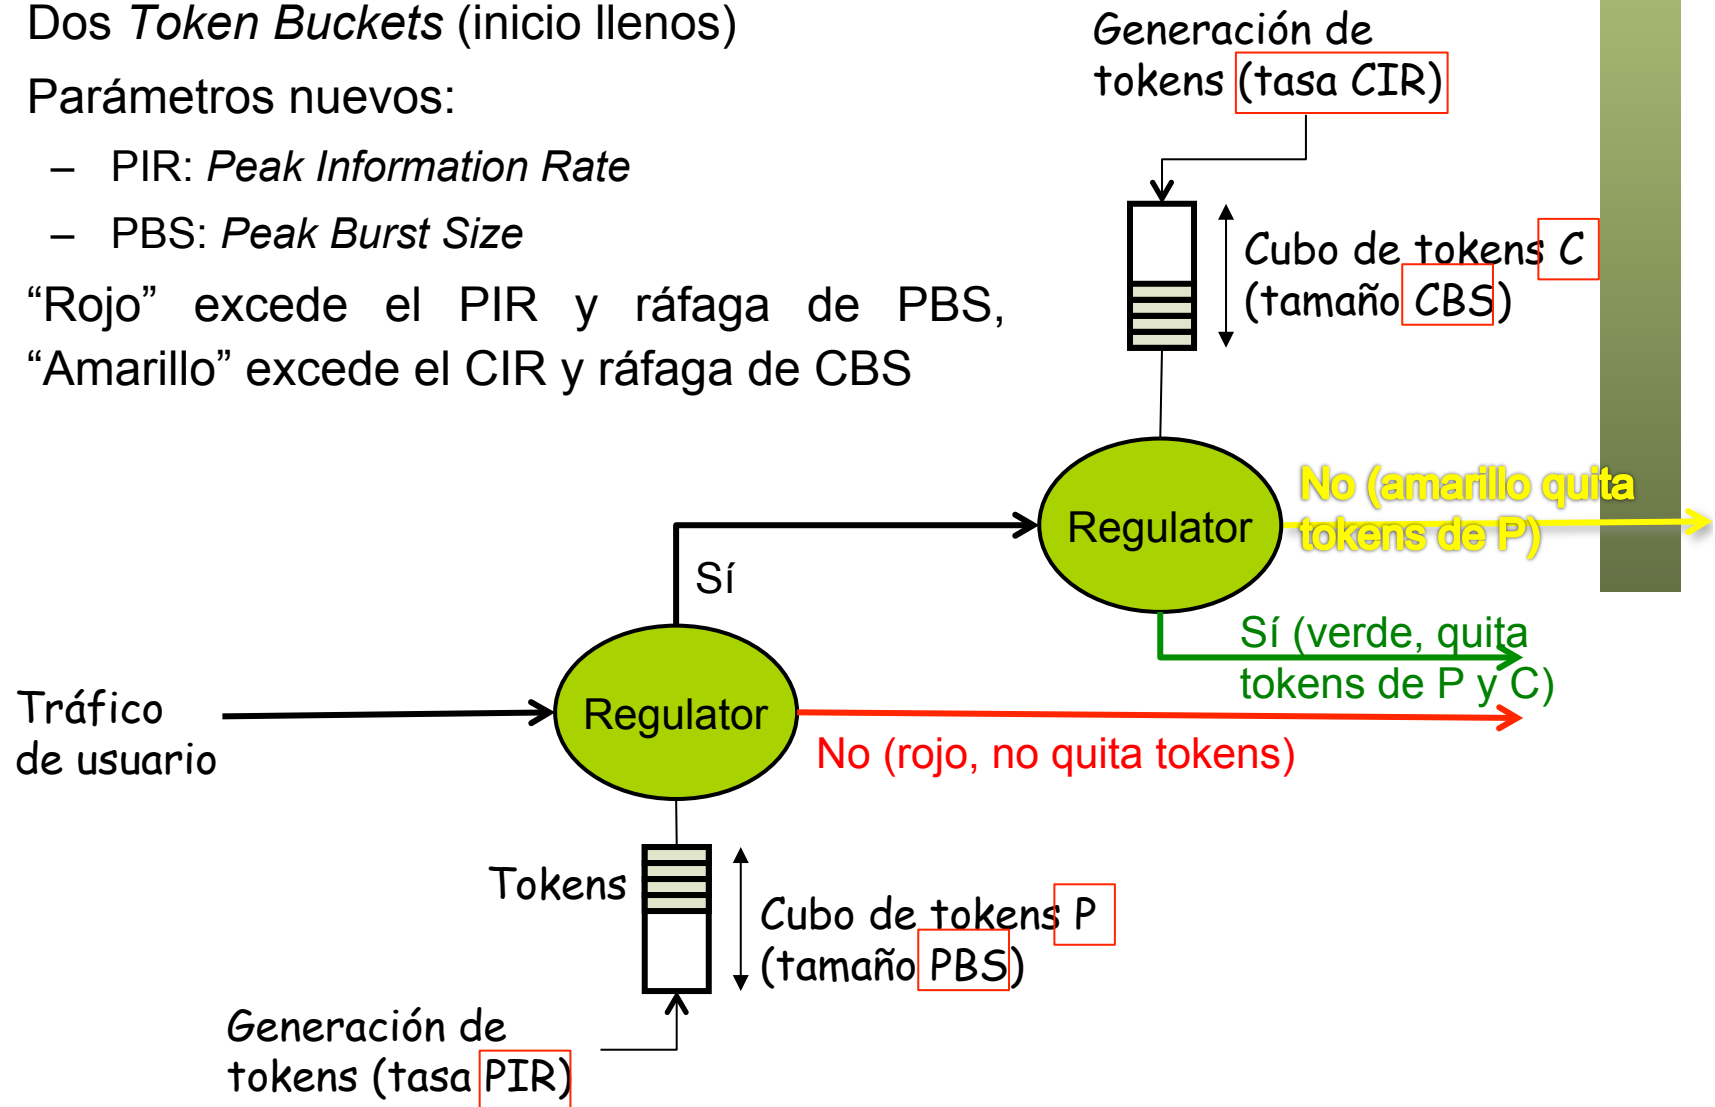 Dos Token Buckets (inicio llenos)
Parámetros nuevos:
– PIR: Peak Information Rate
– PBS: Peak Burst Size
“Rojo” excede el PIR y ráfaga de PBS,
“Amarillo” excede el CIR y ráfaga de CBS
Generación de
tokens (tasa CIR)
Cubo de tokens C
(tamaño CBS)
Regulator
No (amarillo quita
tokens de P)
Sí
Sí (verde, quita
tokens de P y C)
Tráfico
de usuario
Regulator
No (rojo, no quita tokens)
Tokens
Cubo de tokens P
(tamaño PBS)
Generación de
tokens (tasa PIR)